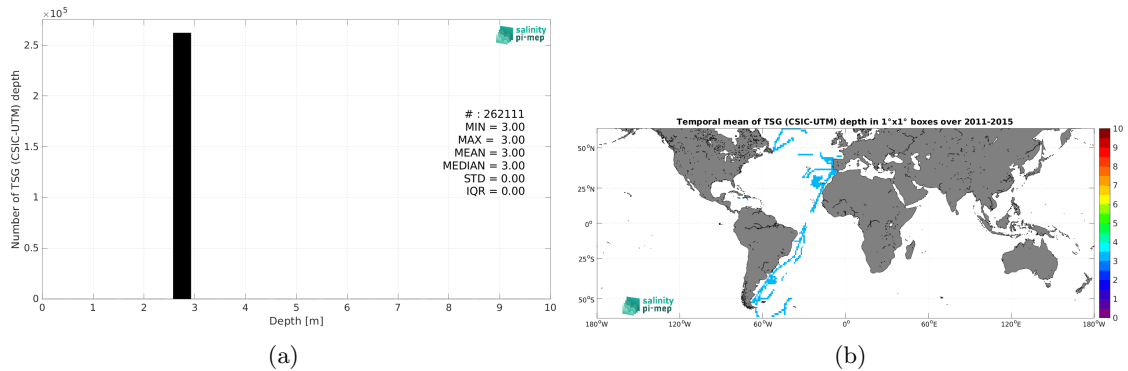 ×10⁵
Number of TSG (CSIC-UTM) depth
2.5
2
1.5
1
0.5
0
0 1 2 3 4 5 6 7 8 9 10
Depth [m]
salinity
pi-mep
# : 262111
MIN = 3.00
MAX = 3.00
MEAN = 3.00
MEDIAN = 3.00
STD = 0.00
IQR = 0.00
(a)
Temporal mean of TSG (CSIC-UTM) depth in 1°x1° boxes over 2011-2015
50°N
25°N
0°
25°S
50°S
180°W 120°W 60°W 0°E 60°E 120°E 180°W
salinity
pi-mep
10
9
8
7
6
5
4
3
2
1
0
(b)